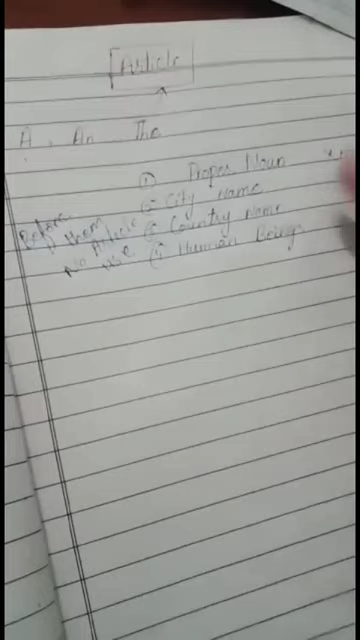 Article
A, An The
① Proper Noun
② City Name
③ Country Name
④ Human Beings
Before them
No Article
use